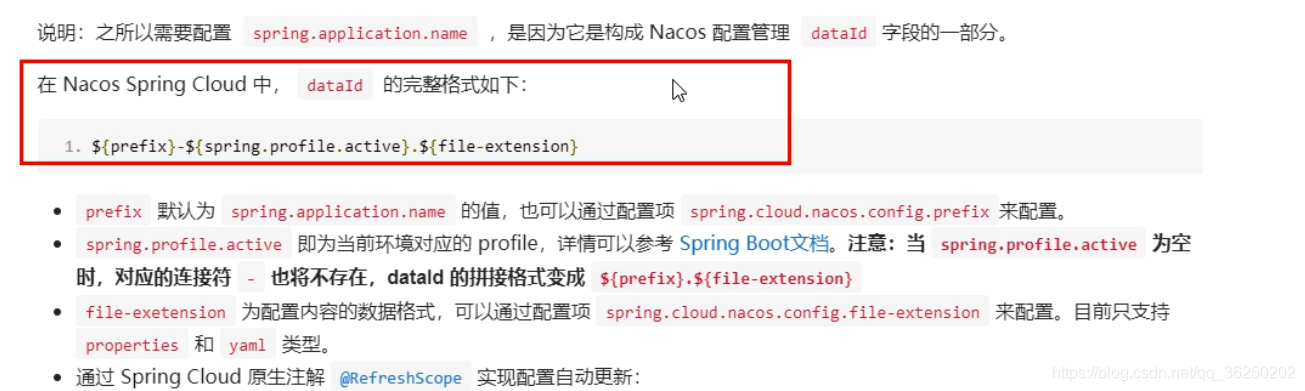 说明：之所以需要配置 spring.application.name ，是因为它是构成 Nacos 配置管理 dataId 字段的一部分。
在 Nacos Spring Cloud 中， dataId 的完整格式如下：
1. ${prefix}-${spring.profile.active}.${file-extension}
• prefix 默认为 spring.application.name 的值，也可以通过配置项 spring.cloud.nacos.config.prefix 来配置。
• spring.profile.active 即为当前环境对应的 profile，详情可以参考 Spring Boot文档。注意：当 spring.profile.active 为空
时，对应的连接符 - 也将不存在，dataId 的拼接格式变成 ${prefix}.${file-extension}
• file-exetension 为配置内容的数据格式，可以通过配置项 spring.cloud.nacos.config.file-extension 来配置。目前只支持
properties 和 yaml 类型。
• 通过 Spring Cloud 原生注解 @RefreshScope 实现配置自动更新：
https://blog.csdn.net/qq_36250202